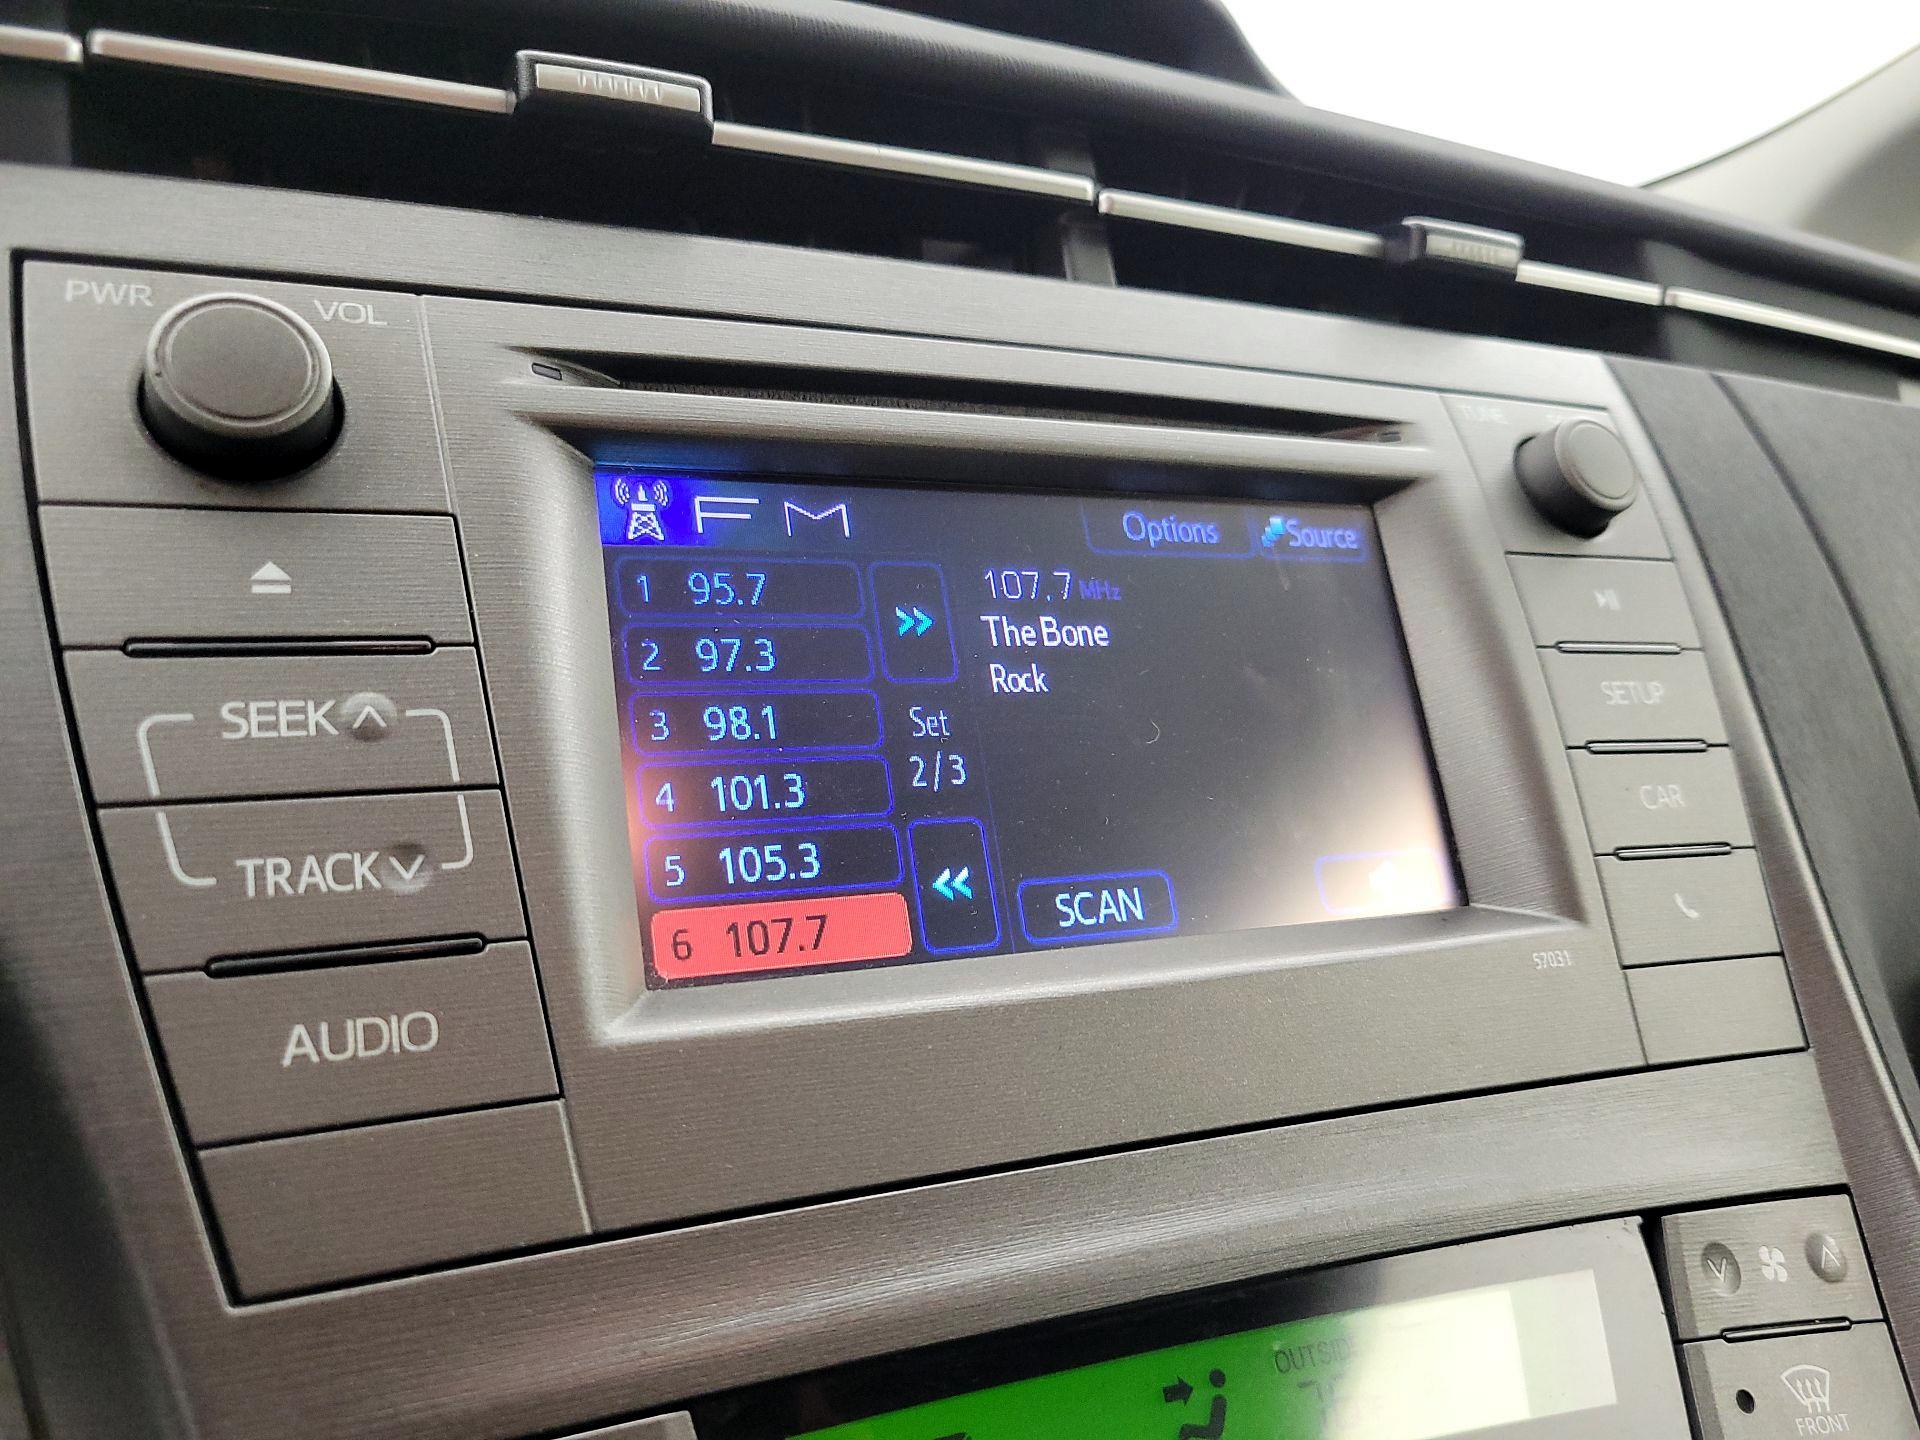 PWR
VOL
TUNE
SEEK
TRACK
AUDIO
FM
Options
Source
1 95.7
2 97.3
3 98.1
4 101.3
5 105.3
6 107.7
Set
2/3
107.7 MHz
The Bone
Rock
SCAN
SETUP
CAR
57031
OUTSIDE
FRONT